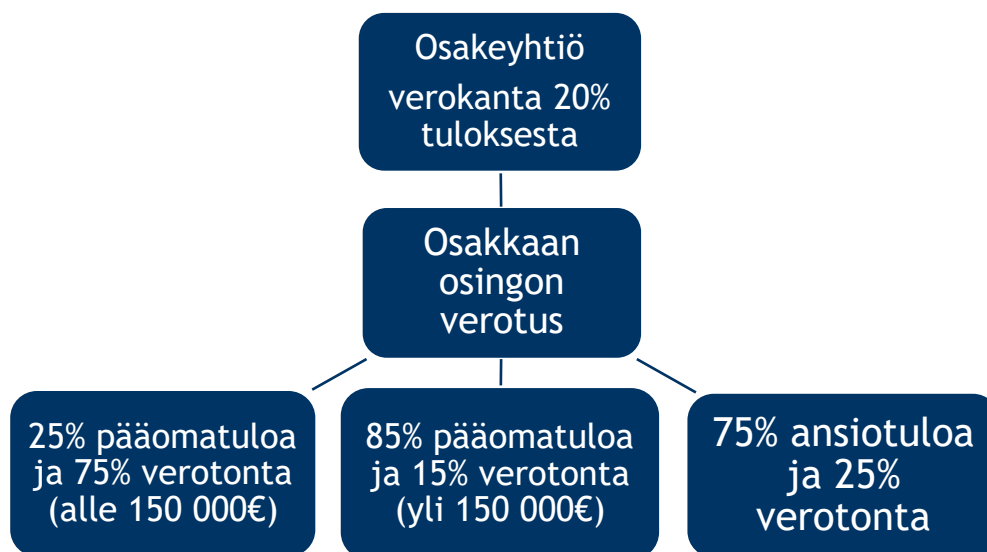 Osakeyhtiö
verokanta 20%
tuloksesta
Osakkaan
osingon
verotus
25% pääomatuloa
ja 75% verotonta
(alle 150 000€)
85% pääomatuloa
ja 15% verotonta
(yli 150 000€)
75% ansiotuloa
ja 25%
verotonta